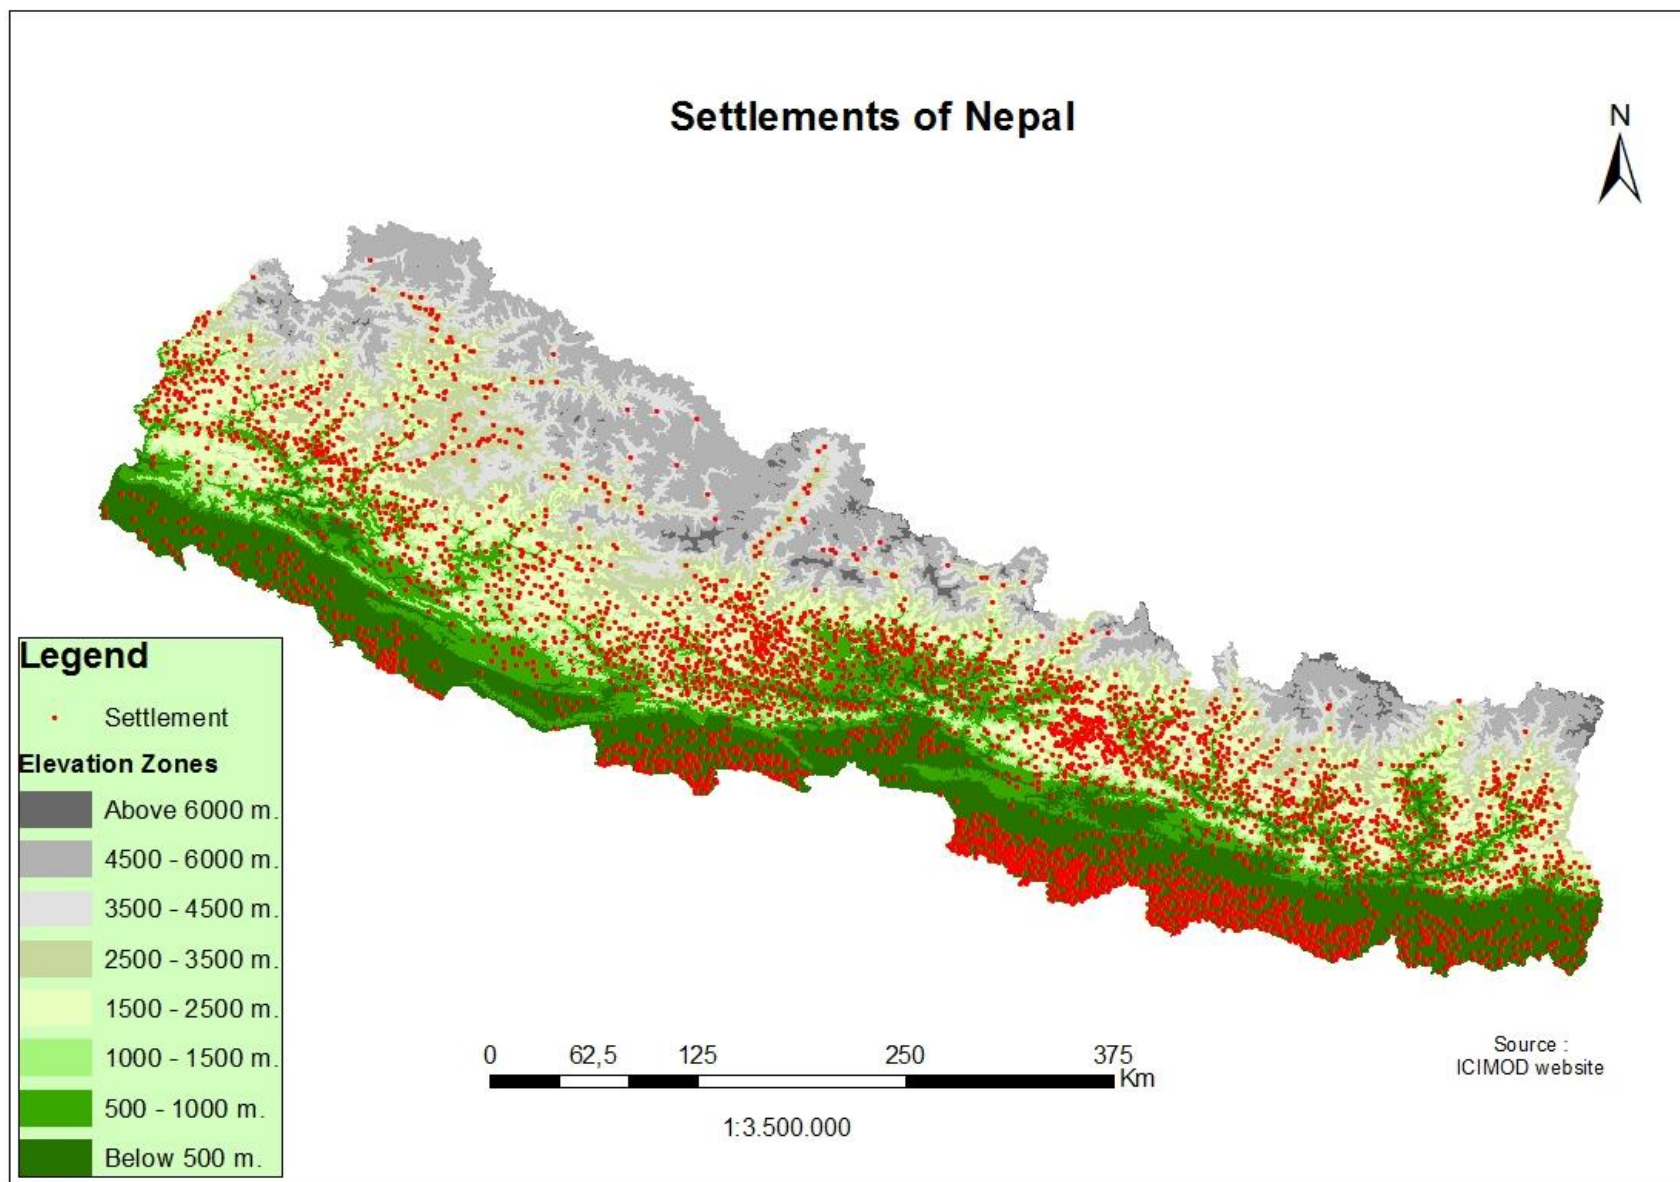 Settlements of Nepal
N
Legend
Settlement
Elevation Zones
Above 6000 m.
4500 - 6000 m.
3500 - 4500 m.
2500 - 3500 m.
1500 - 2500 m.
1000 - 1500 m.
500 - 1000 m.
Below 500 m.
0 62,5 125 250 375
Km
1:3.500.000
Source :
ICIMOD website